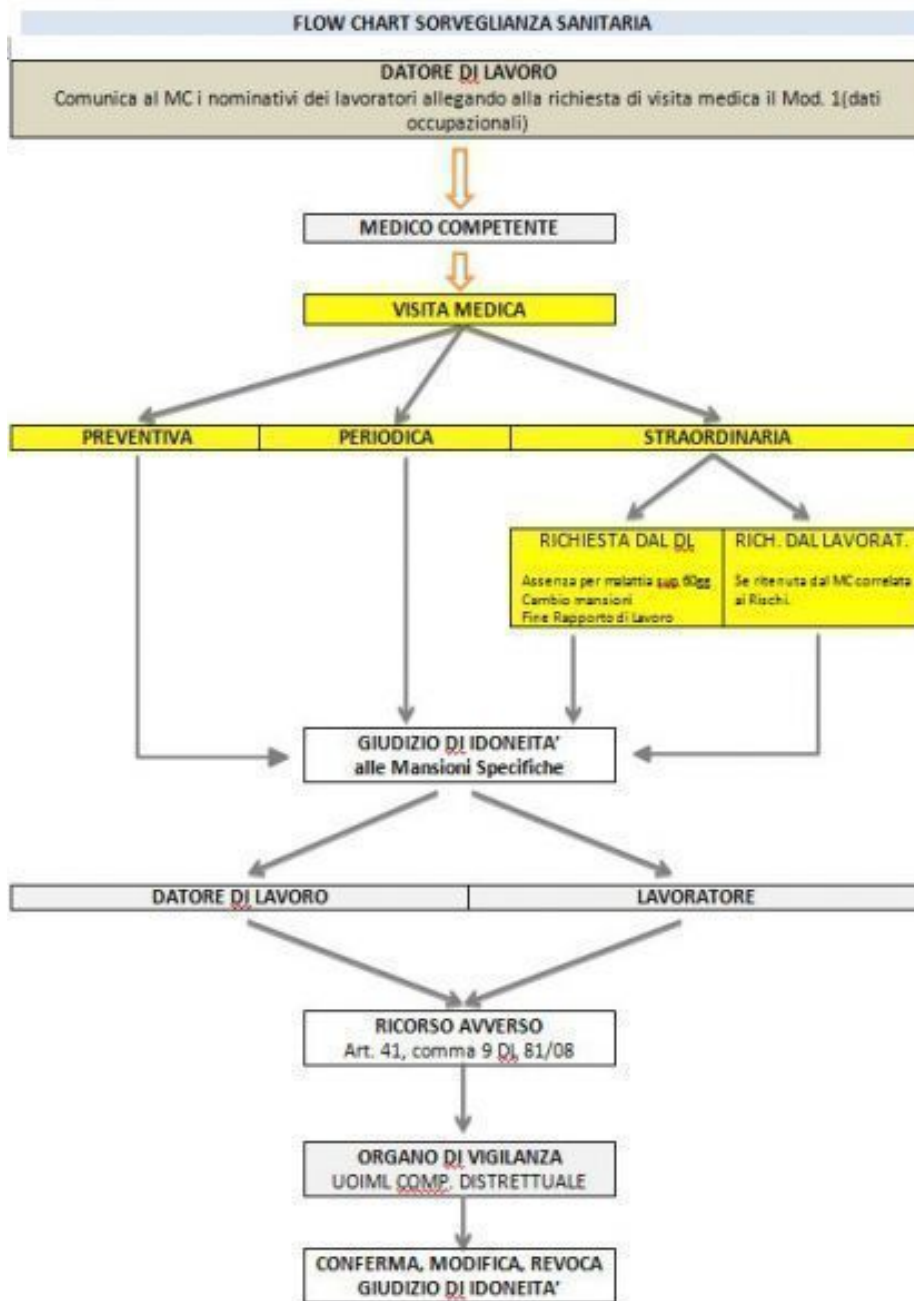 FLOW CHART SORVEGLIANZA SANITARIA
DATORE DI LAVORO
Comunica al MC i nominativi dei lavoratori allegando alla richiesta di visita medica il Mod. 1(dati
occupazionali)
MEDICO COMPETENTE
VISITA MEDICA
PREVENTIVA
PERIODICA
STRAORDINARIA
RICHIESTA DAL DL
Assenza per malattia sup.60gg
Cambio mansioni
Fine Rapporto di Lavoro
RICH. DAL LAVORAT.
Se ritenuta dal MC correlata
ai Rischi.
GIUDIZIO DI IDONEITA'
alle Mansioni Specifiche
DATORE DI LAVORO
LAVORATORE
RICORSO AVVERSO
Art. 41, comma 9 DL 81/08
ORGANO DI VIGILANZA
UOIML COMP. DISTRETTUALE
CONFERMA, MODIFICA, REVOCA
GIUDIZIO DI IDONEITA'